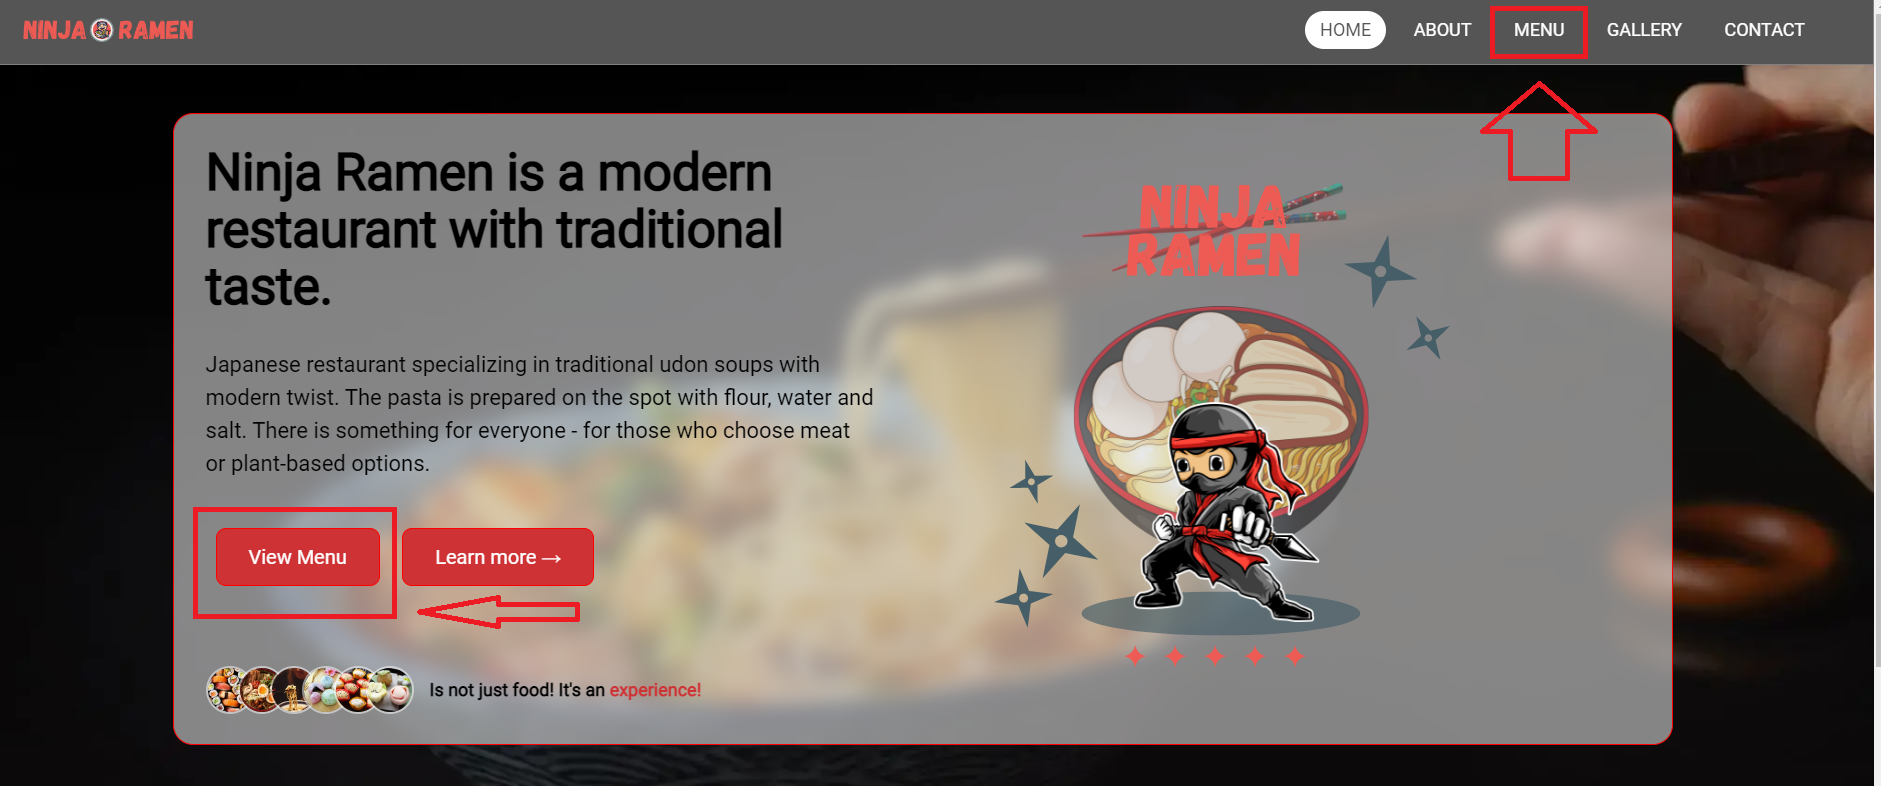 NINJA RAMEN
HOME ABOUT MENU GALLERY CONTACT
Ninja Ramen is a modern
restaurant with traditional
taste.
Japanese restaurant specializing in traditional udon soups with
modern twist. The pasta is prepared on the spot with flour, water and
salt. There is something for everyone - for those who choose meat
or plant-based options.
View Menu
Learn more →
Is not just food! It's an experience!
NINJA
RAMEN